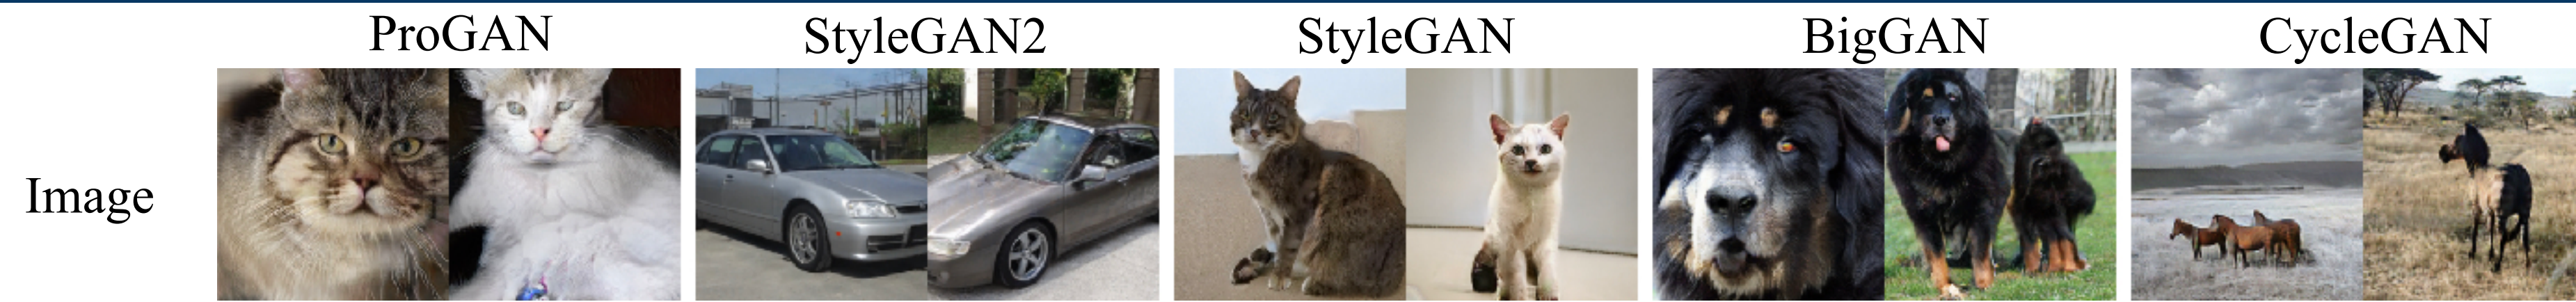 ProGAN StyleGAN2 StyleGAN BigGAN CycleGAN
Image